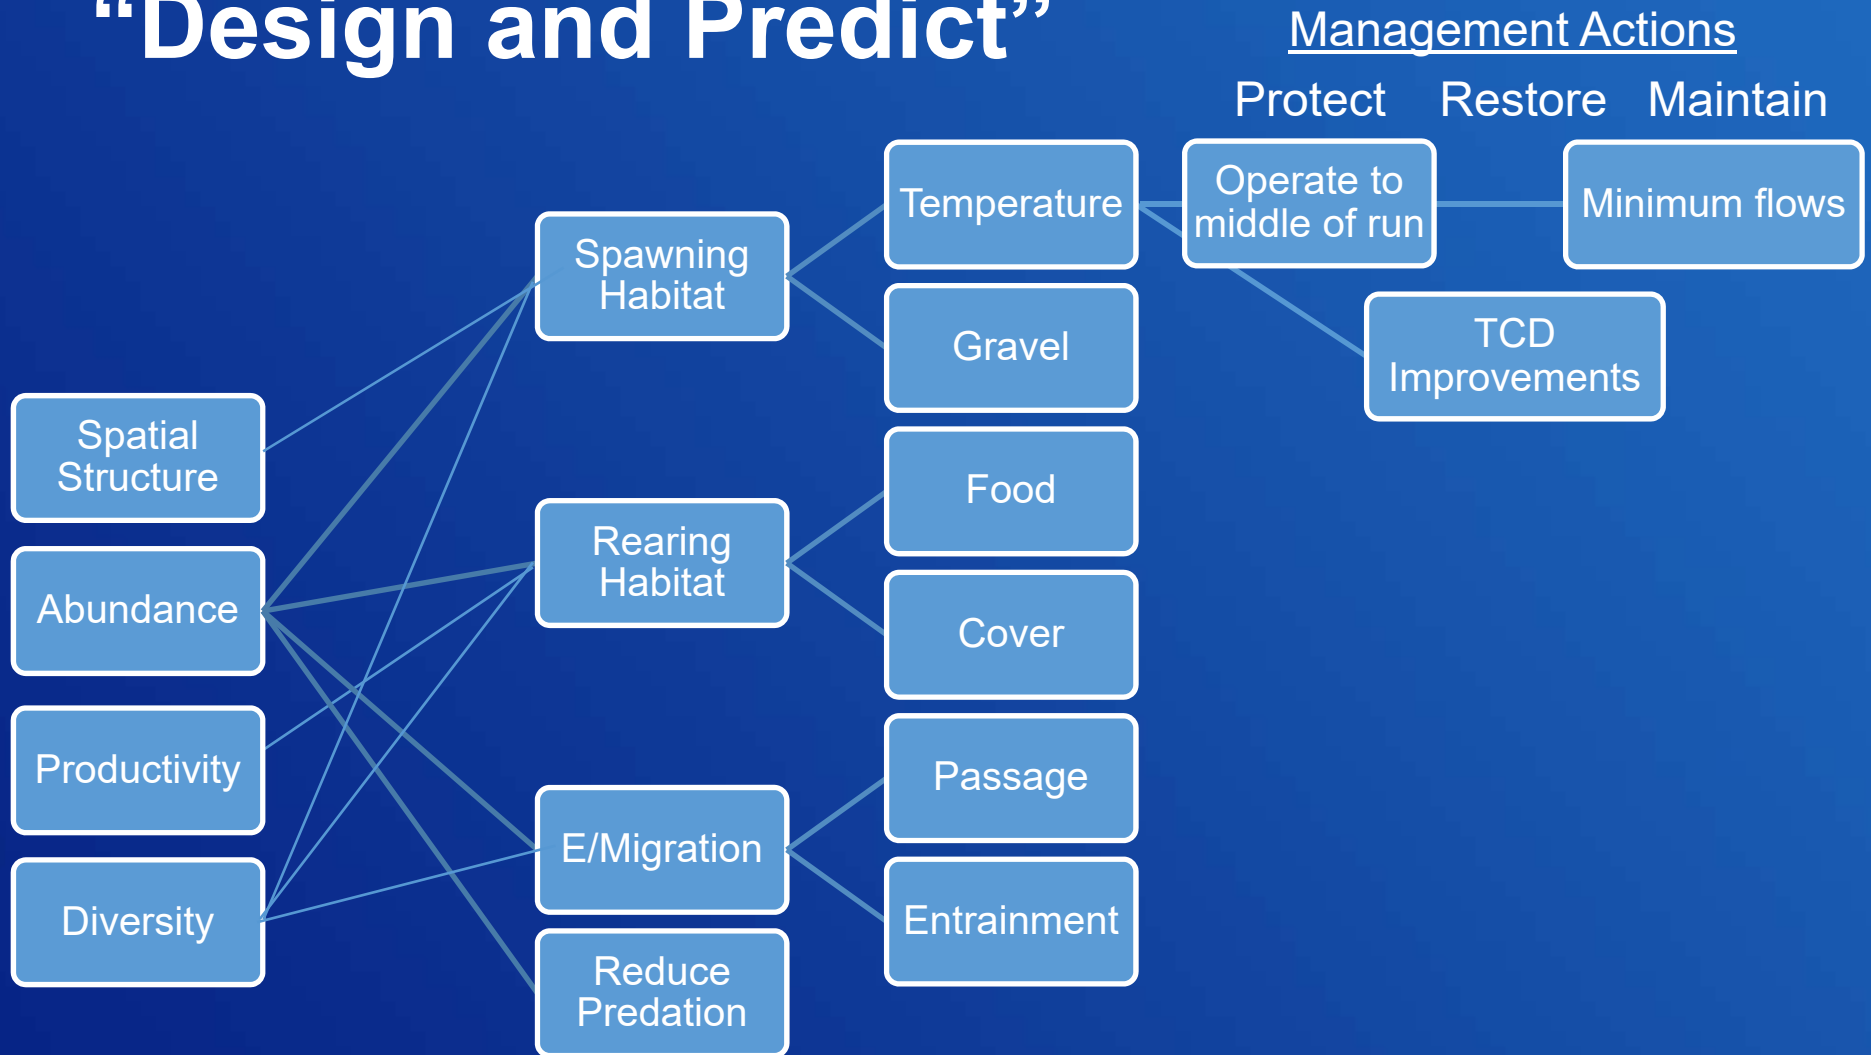 “Design and Predict”
Management Actions
Protect Restore Maintain
Spatial
Structure
Abundance
Productivity
Diversity
Spawning
Habitat
Rearing
Habitat
E/Migration
Reduce
Predation
Temperature
Gravel
Food
Cover
Passage
Entrainment
Operate to
middle of run
Minimum flows
TCD
Improvements